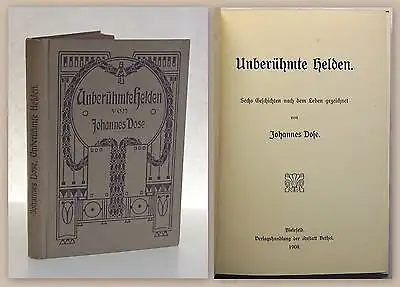 Johannes Dose, Unberühmte Helden.
Unberühmte Helden
von
Johannes Dose
Unberühmte Helden.
Sechs Geschichten nach dem Leben gezeichnet
von
Johannes Dose.
Bielefeld.
Verlagshandlung der Anstalt Bethel.
1908